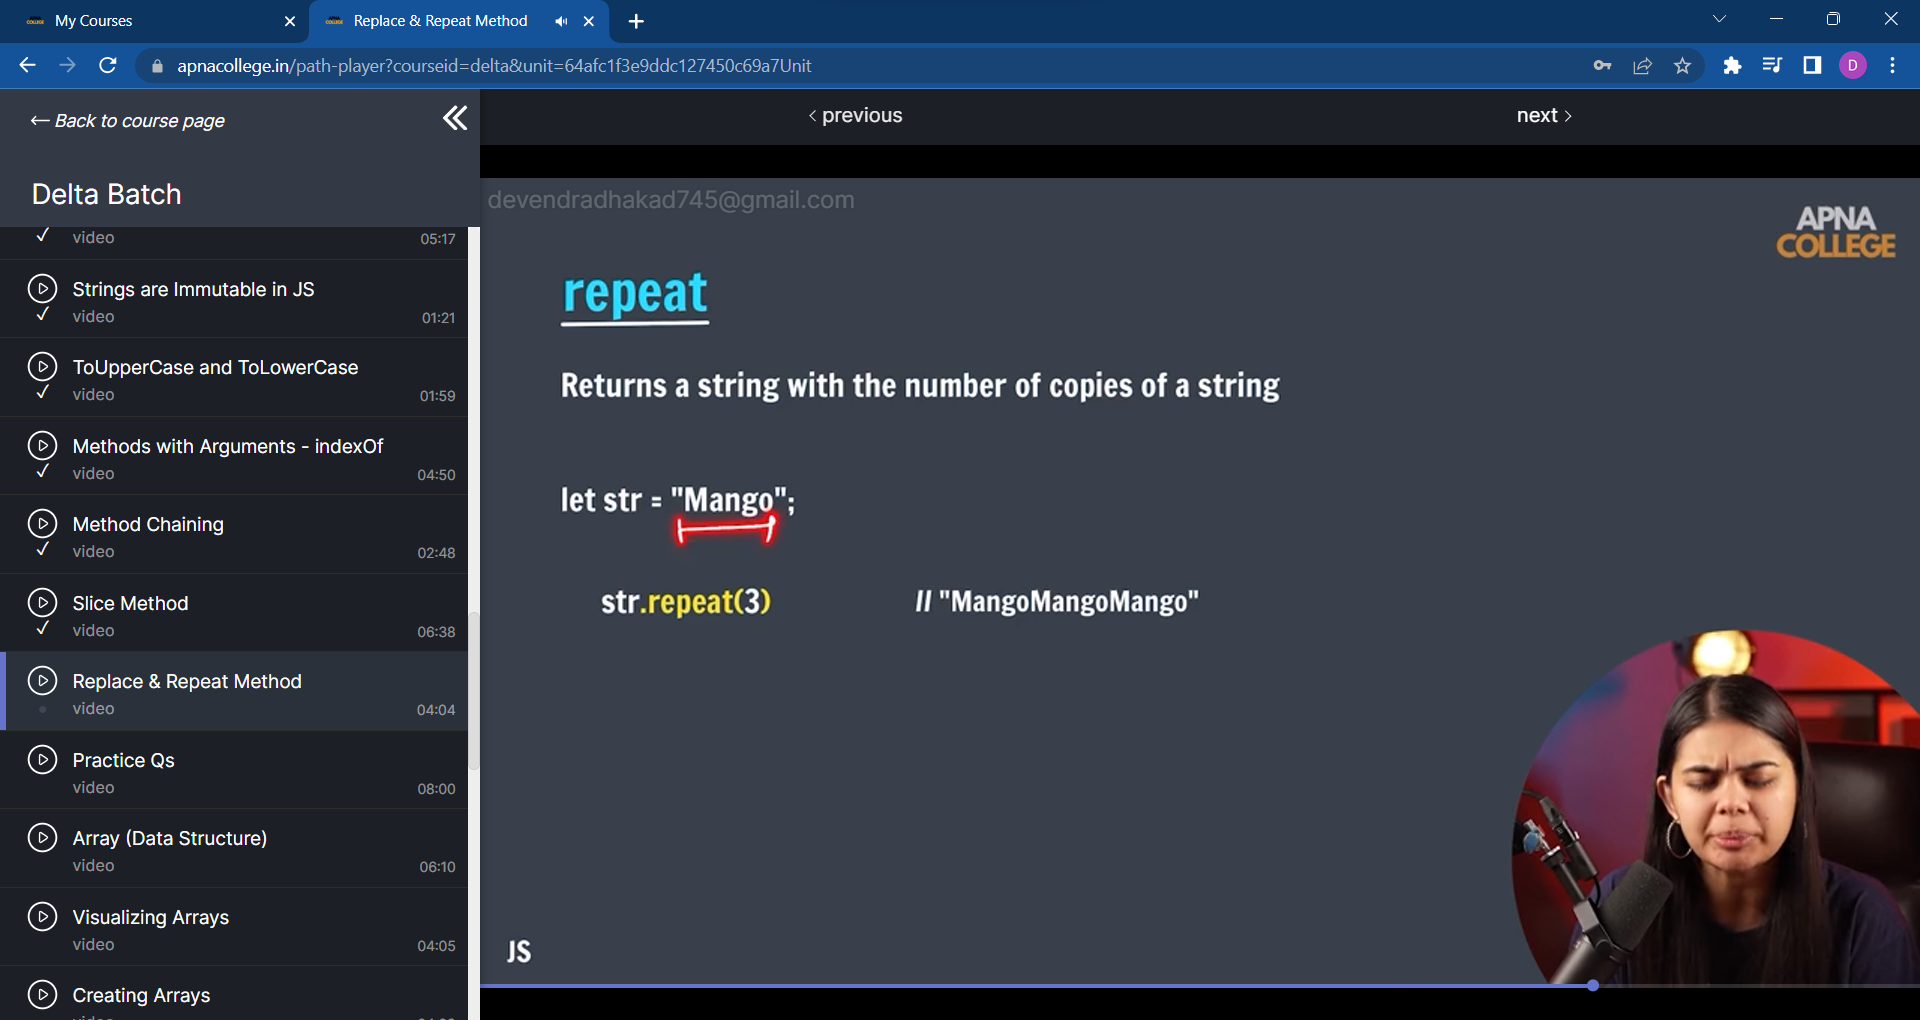 My Courses
Replace & Repeat Method
apnacollege.in/path-player?courseid=delta&unit=64afc1f3e9ddc127450c69a7Unit
D
← Back to course page
Delta Batch
video 05:17
Strings are Immutable in JS
video 01:21
ToUpperCase and ToLowerCase
video 01:59
Methods with Arguments - indexOf
video 04:50
Method Chaining
video 02:48
Slice Method
video 06:38
Replace & Repeat Method
video 04:04
Practice Qs
video 08:00
Array (Data Structure)
video 06:10
Visualizing Arrays
video 04:05
Creating Arrays
‹ previous
next ›
devendradhakad745@gmail.com
APNA
COLLEGE
repeat
Returns a string with the number of copies of a string
let str = "Mango";
str.repeat(3) // "MangoMangoMango"
JS